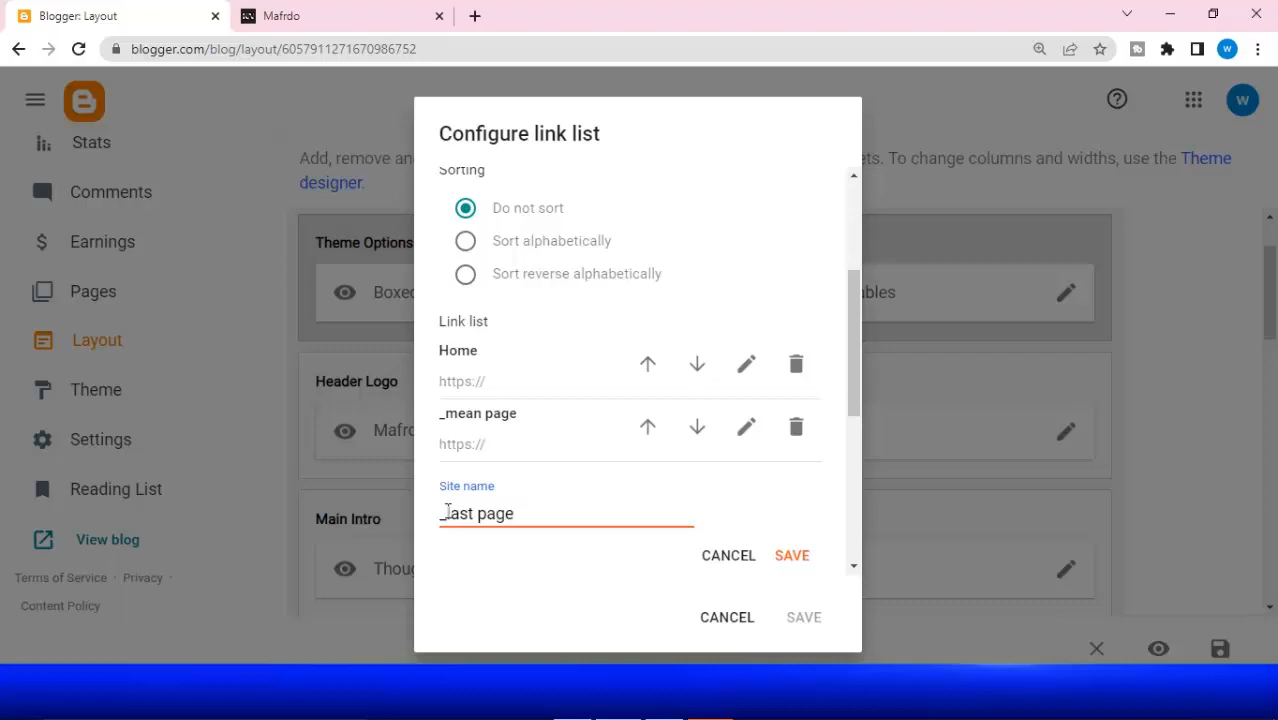 Blogger: Layout
Mafrdo
blogger.com/blog/layout/6057911271670986752
w
Stats
Comments
Earnings
Pages
Layout
Theme
Settings
Reading List
View blog
Terms of Service · Privacy ·
Content Policy
Add, remove an
ets. To change columns and widths, use the Theme
designer.
w
Theme Options
Boxed
ables
Header Logo
Mafro
Main Intro
Thou
Configure link list
Sorting
Do not sort
Sort alphabetically
Sort reverse alphabetically
Link list
Home
https://
_mean page
https://
Site name
_last page
CANCEL SAVE
CANCEL SAVE